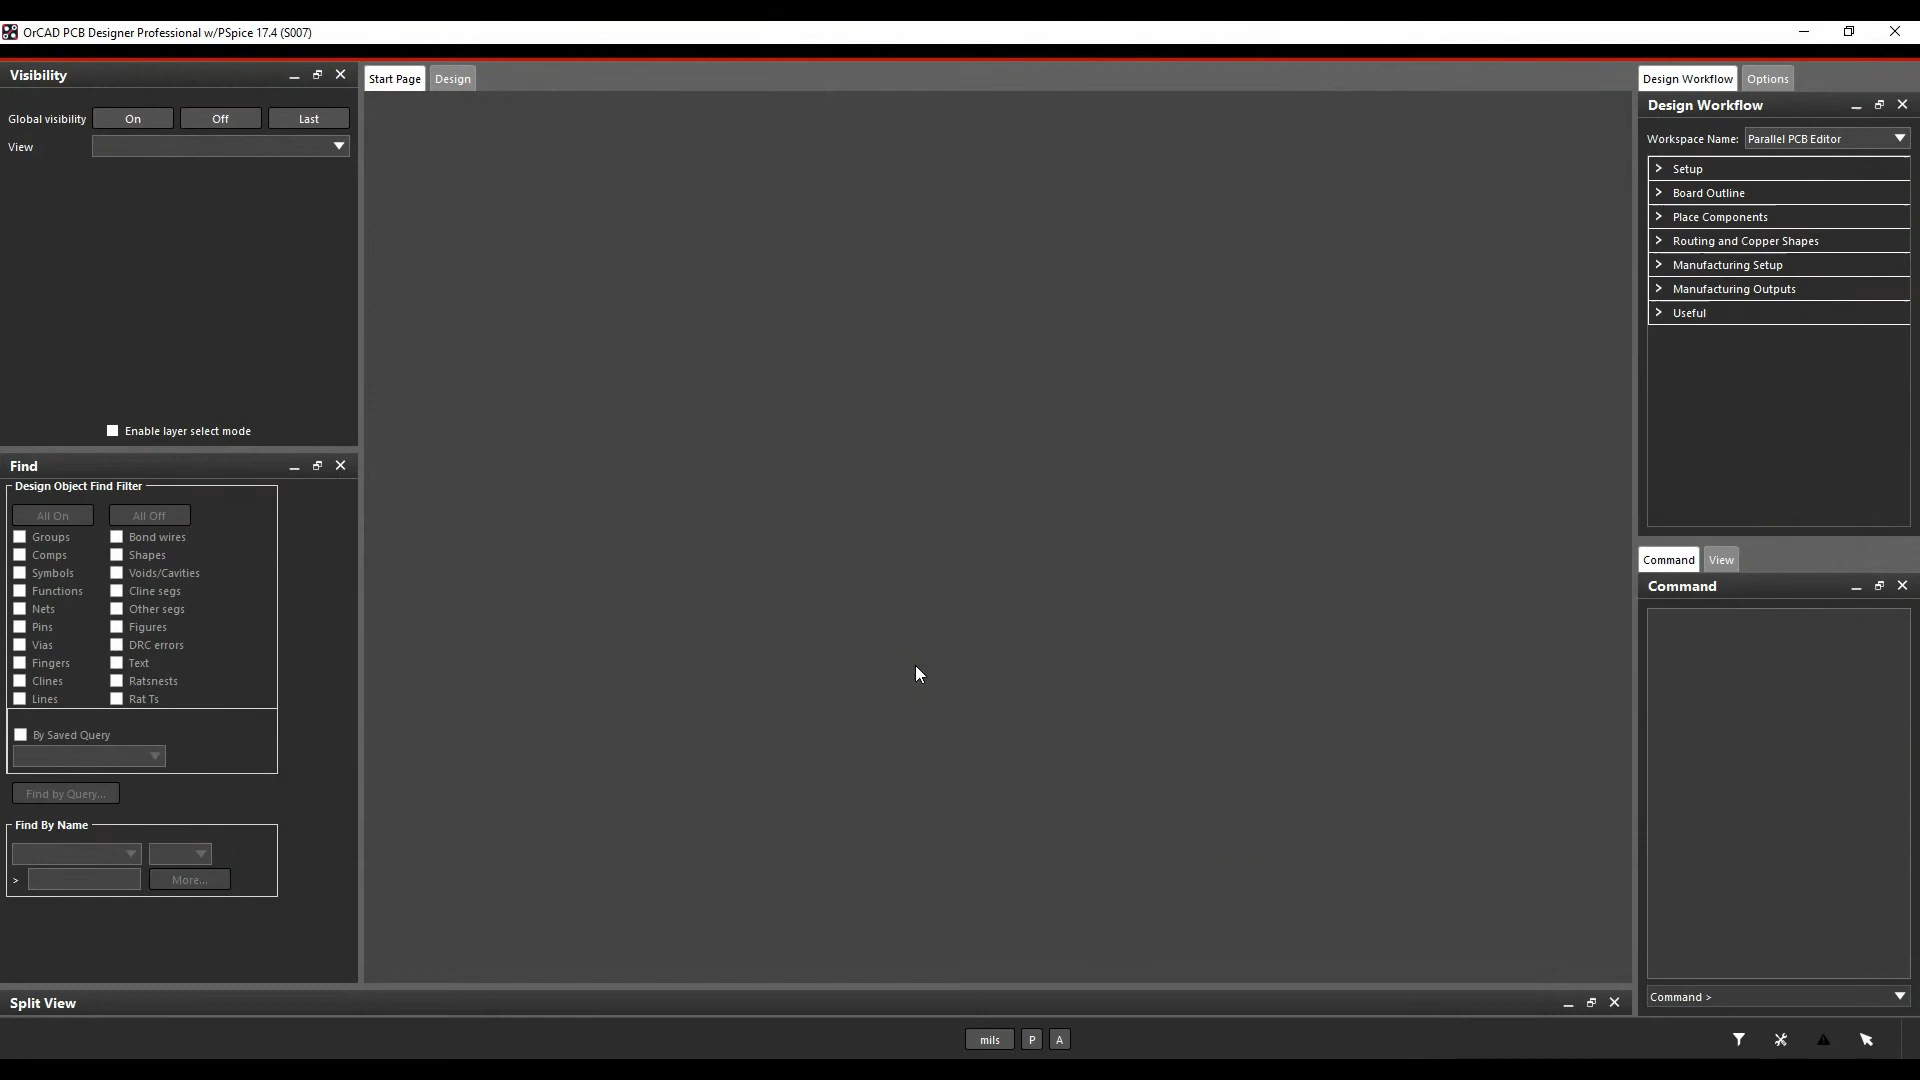 OrCAD PCB Designer Professional w/PSpice 17.4 (S007)
Visibility
Global visibility On Off Last
View
Enable layer select mode
Find
Design Object Find Filter
All On All Off
Groups Bond wires
Comps Shapes
Symbols Voids/Cavities
Functions Cline segs
Nets Other segs
Pins Figures
Vias DRC errors
Fingers Text
Clines Ratsnests
Lines Rat Ts
By Saved Query
Find by Query...
Find By Name
> More...
Start Page Design
Design Workflow Options
Design Workflow
Workspace Name: Parallel PCB Editor
> Setup
> Board Outline
> Place Components
> Routing and Copper Shapes
> Manufacturing Setup
> Manufacturing Outputs
> Useful
Command View
Command
Command >
Split View
mils P A